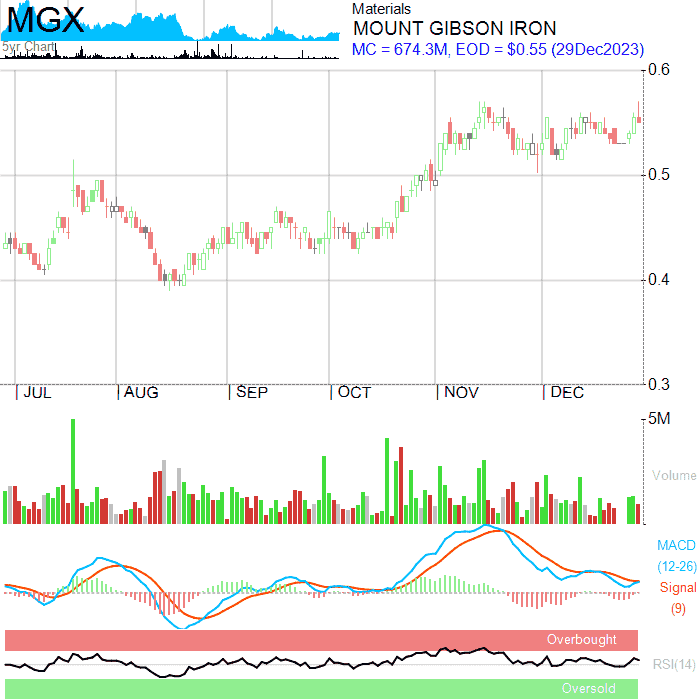 MGX
5yr Chart
Materials
MOUNT GIBSON IRON
MC = 674.3M, EOD = $0.55 (29Dec2023)
0.6
0.5
0.4
0.3
JUL
AUG
SEP
OCT
NOV
DEC
5M
Volume
MACD
(12-26)
Signal
(9)
Overbought
RSI(14)
Oversold